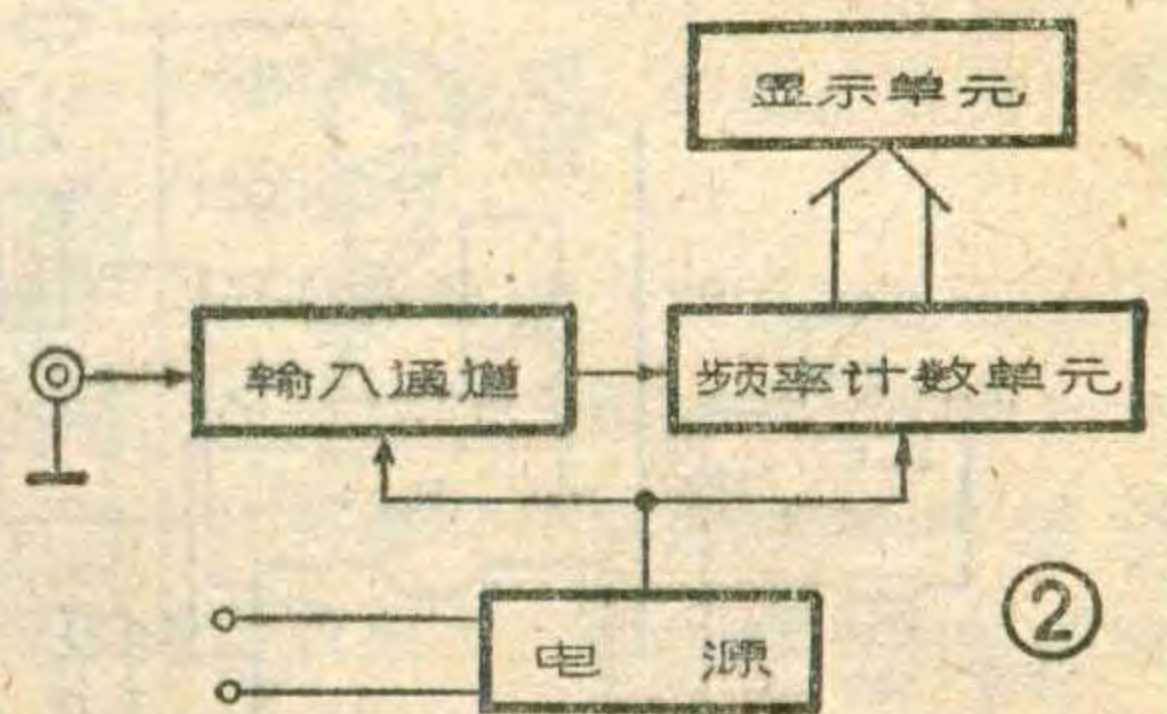 显示单元
输入通道
频率计数单元
电 源
②